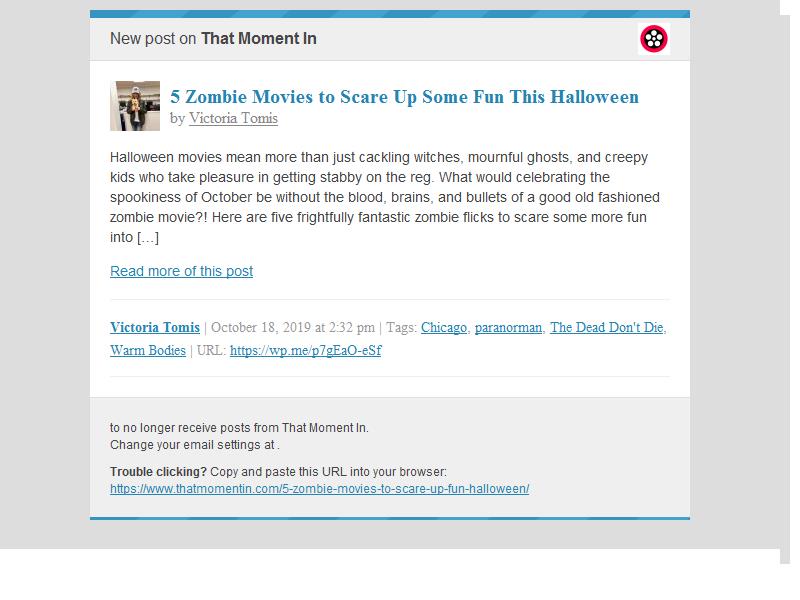 New post on That Moment In
5 Zombie Movies to Scare Up Some Fun This Halloween
by Victoria Tomis
Halloween movies mean more than just cackling witches, mournful ghosts, and creepy
kids who take pleasure in getting stabby on the reg. What would celebrating the
spookiness of October be without the blood, brains, and bullets of a good old fashioned
zombie movie?! Here are five frightfully fantastic zombie flicks to scare some more fun
into […]
Read more of this post
Victoria Tomis | October 18, 2019 at 2:32 pm | Tags: Chicago, paranorman, The Dead Don't Die,
Warm Bodies | URL: https://wp.me/p7gEaO-eSf
to no longer receive posts from That Moment In.
Change your email settings at .
Trouble clicking? Copy and paste this URL into your browser:
https://www.thatmomentin.com/5-zombie-movies-to-scare-up-fun-halloween/